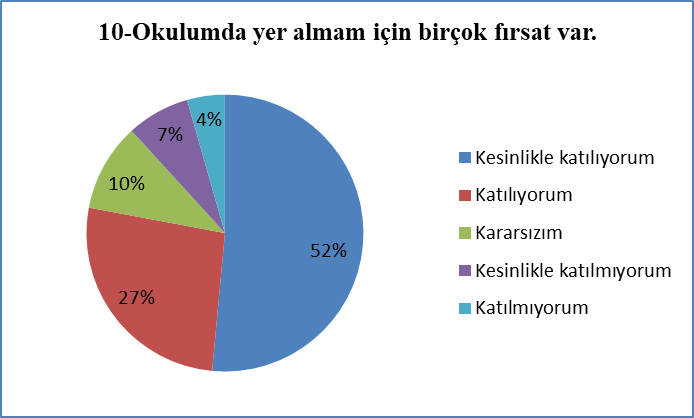 10-Okulumda yer almam için birçok fırsat var.
52%
27%
10%
7%
4%
Kesinlikle katılıyorum
Katılıyorum
Kararsızım
Kesinlikle katılmıyorum
Katılmıyorum